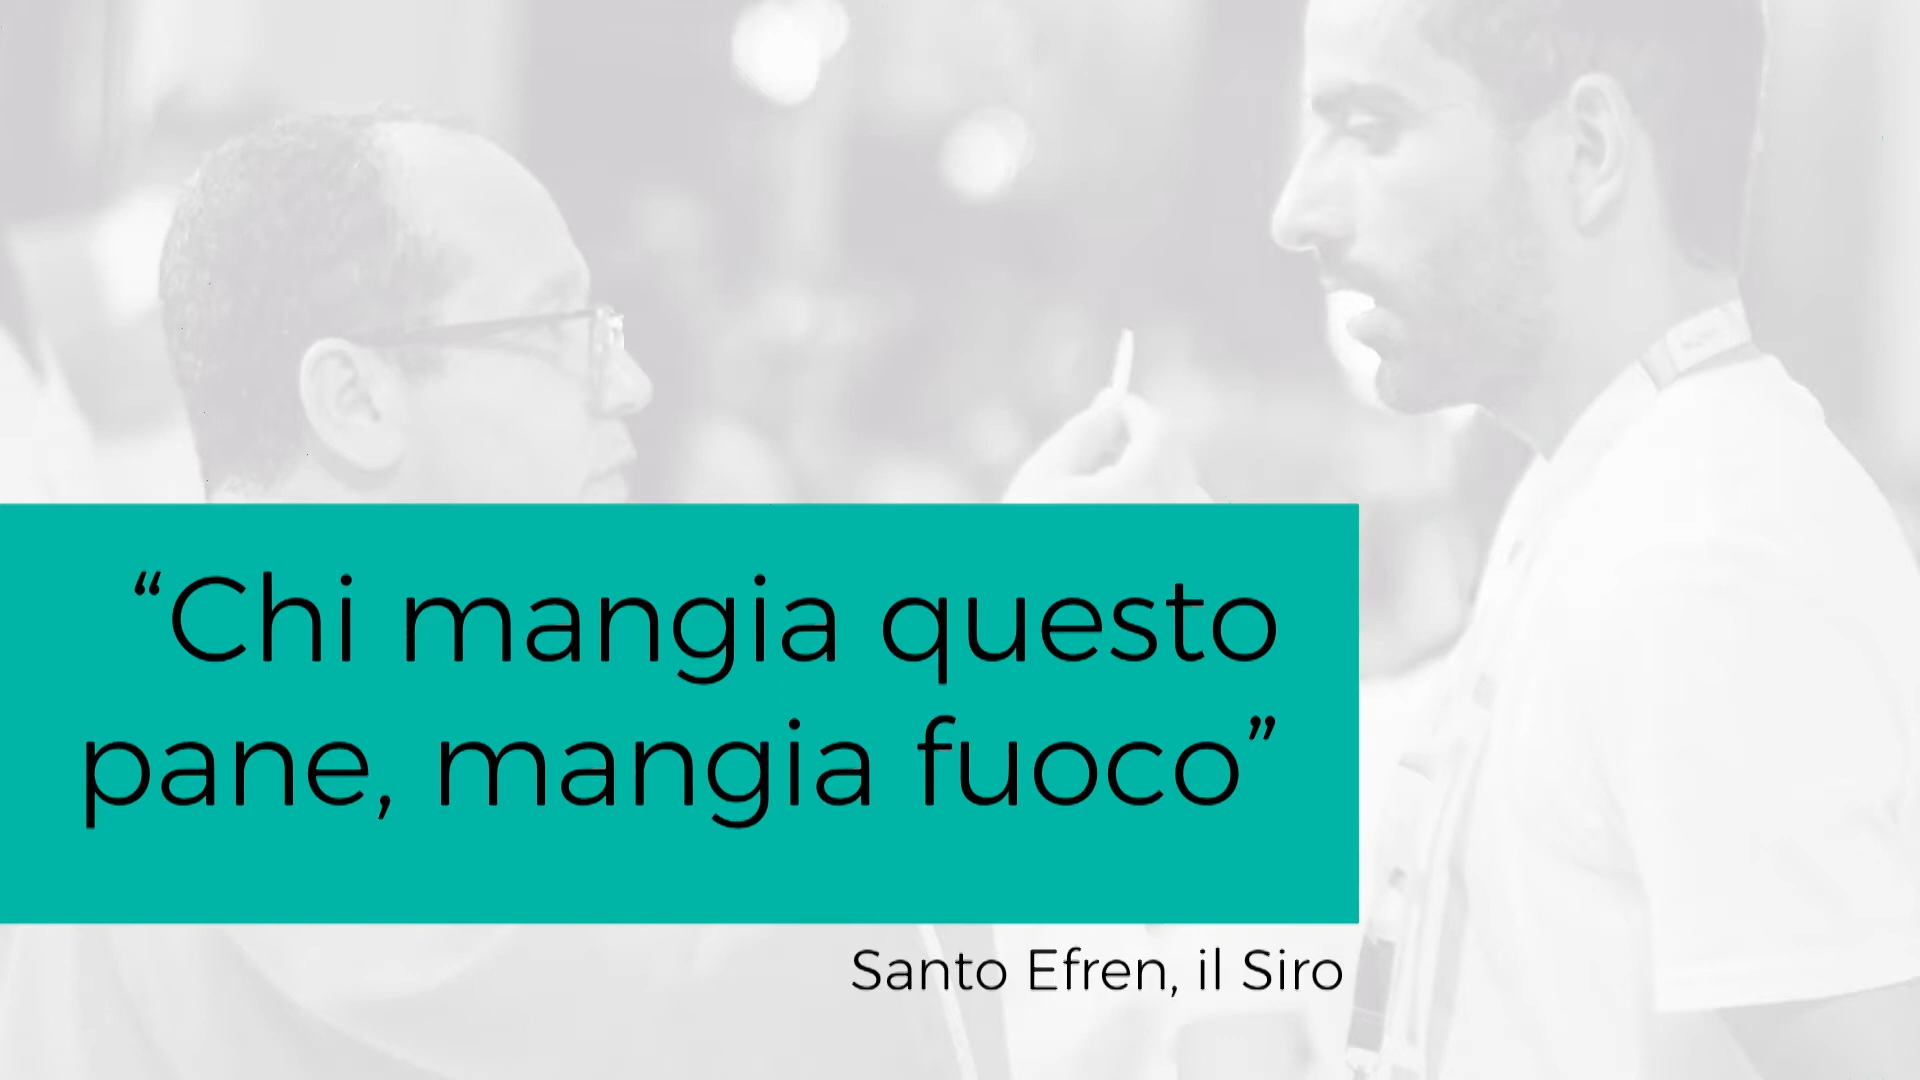 “Chi mangia questo
pane, mangia fuoco”
Santo Efren, il Siro